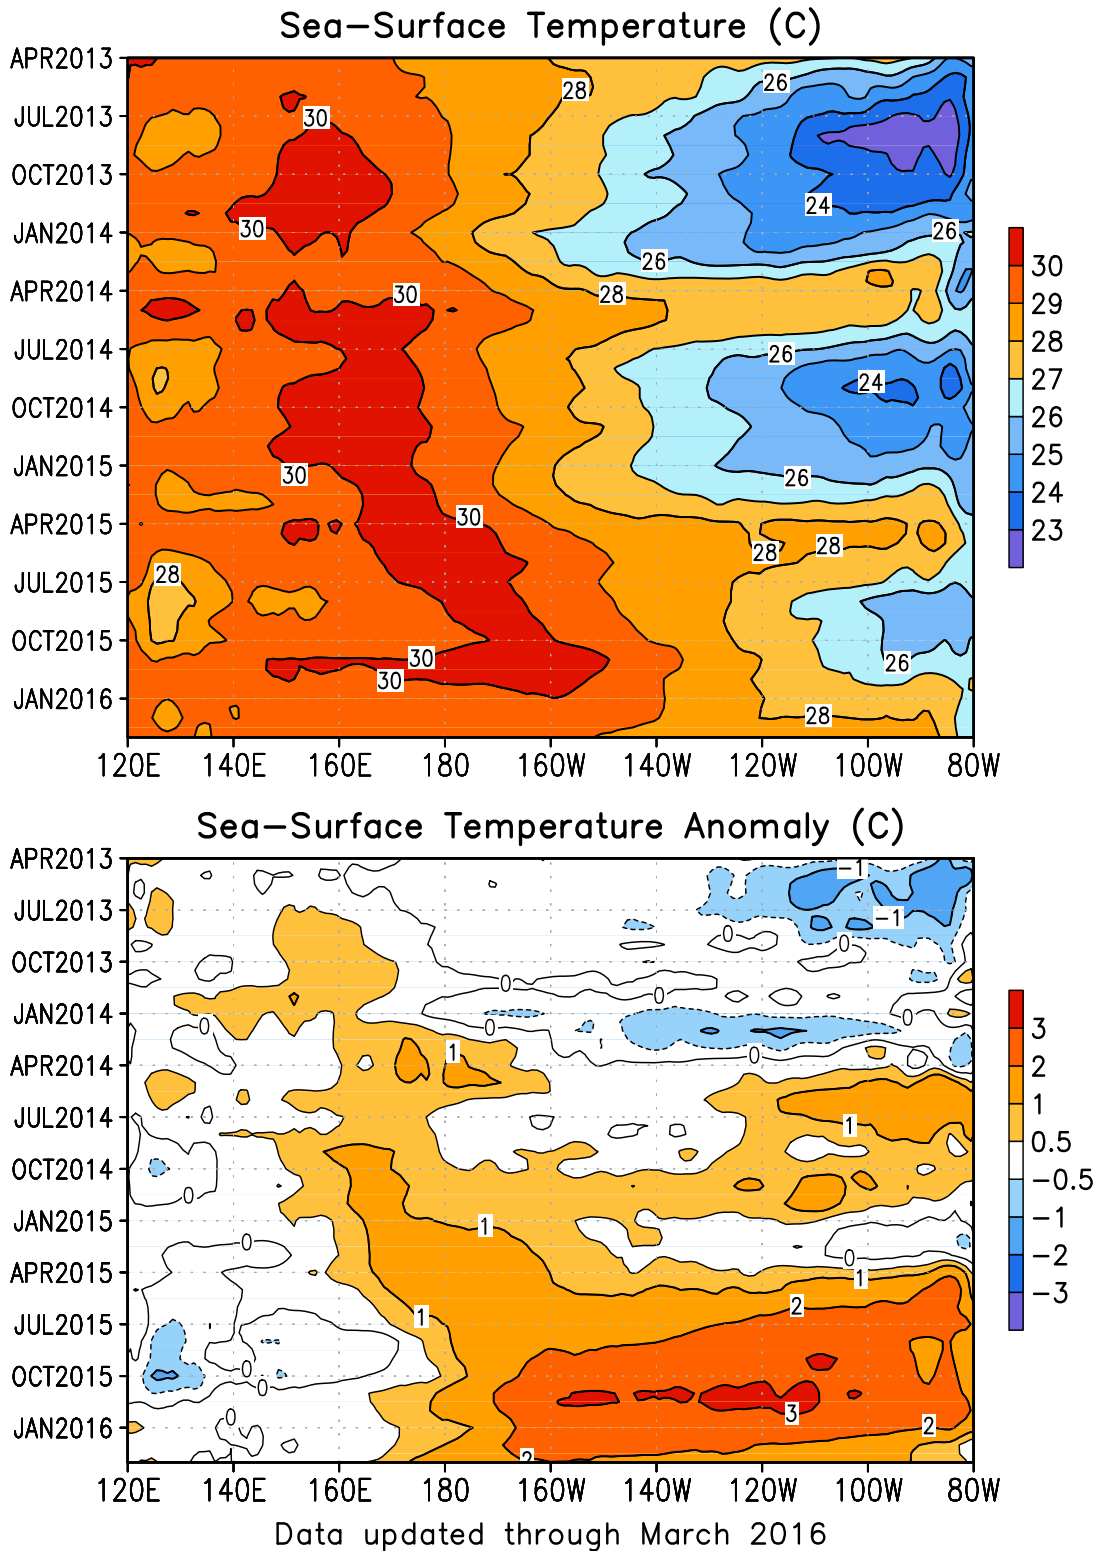 Sea-Surface Temperature (C)
APR2013
JUL2013
OCT2013
JAN2014
APR2014
JUL2014
OCT2014
JAN2015
APR2015
JUL2015
OCT2015
JAN2016
28
26
30
24
30
26
26
30
28
26
24
30
26
30
28
28
28
30
26
30
28
120E 140E 160E 180 160W 140W 120W 100W 80W
30
29
28
27
26
25
24
23
Sea-Surface Temperature Anomaly (C)
APR2013
JUL2013
OCT2013
JAN2014
APR2014
JUL2014
OCT2014
JAN2015
APR2015
JUL2015
OCT2015
JAN2016
-1
-1
0
0
0
0
0
0
0
1
0
1
0
1
0
0
1
2
1
0
0
0
3
2
2
120E 140E 160E 180 160W 140W 120W 100W 80W
3
2
1
0.5
-0.5
-1
-2
-3
Data updated through March 2016